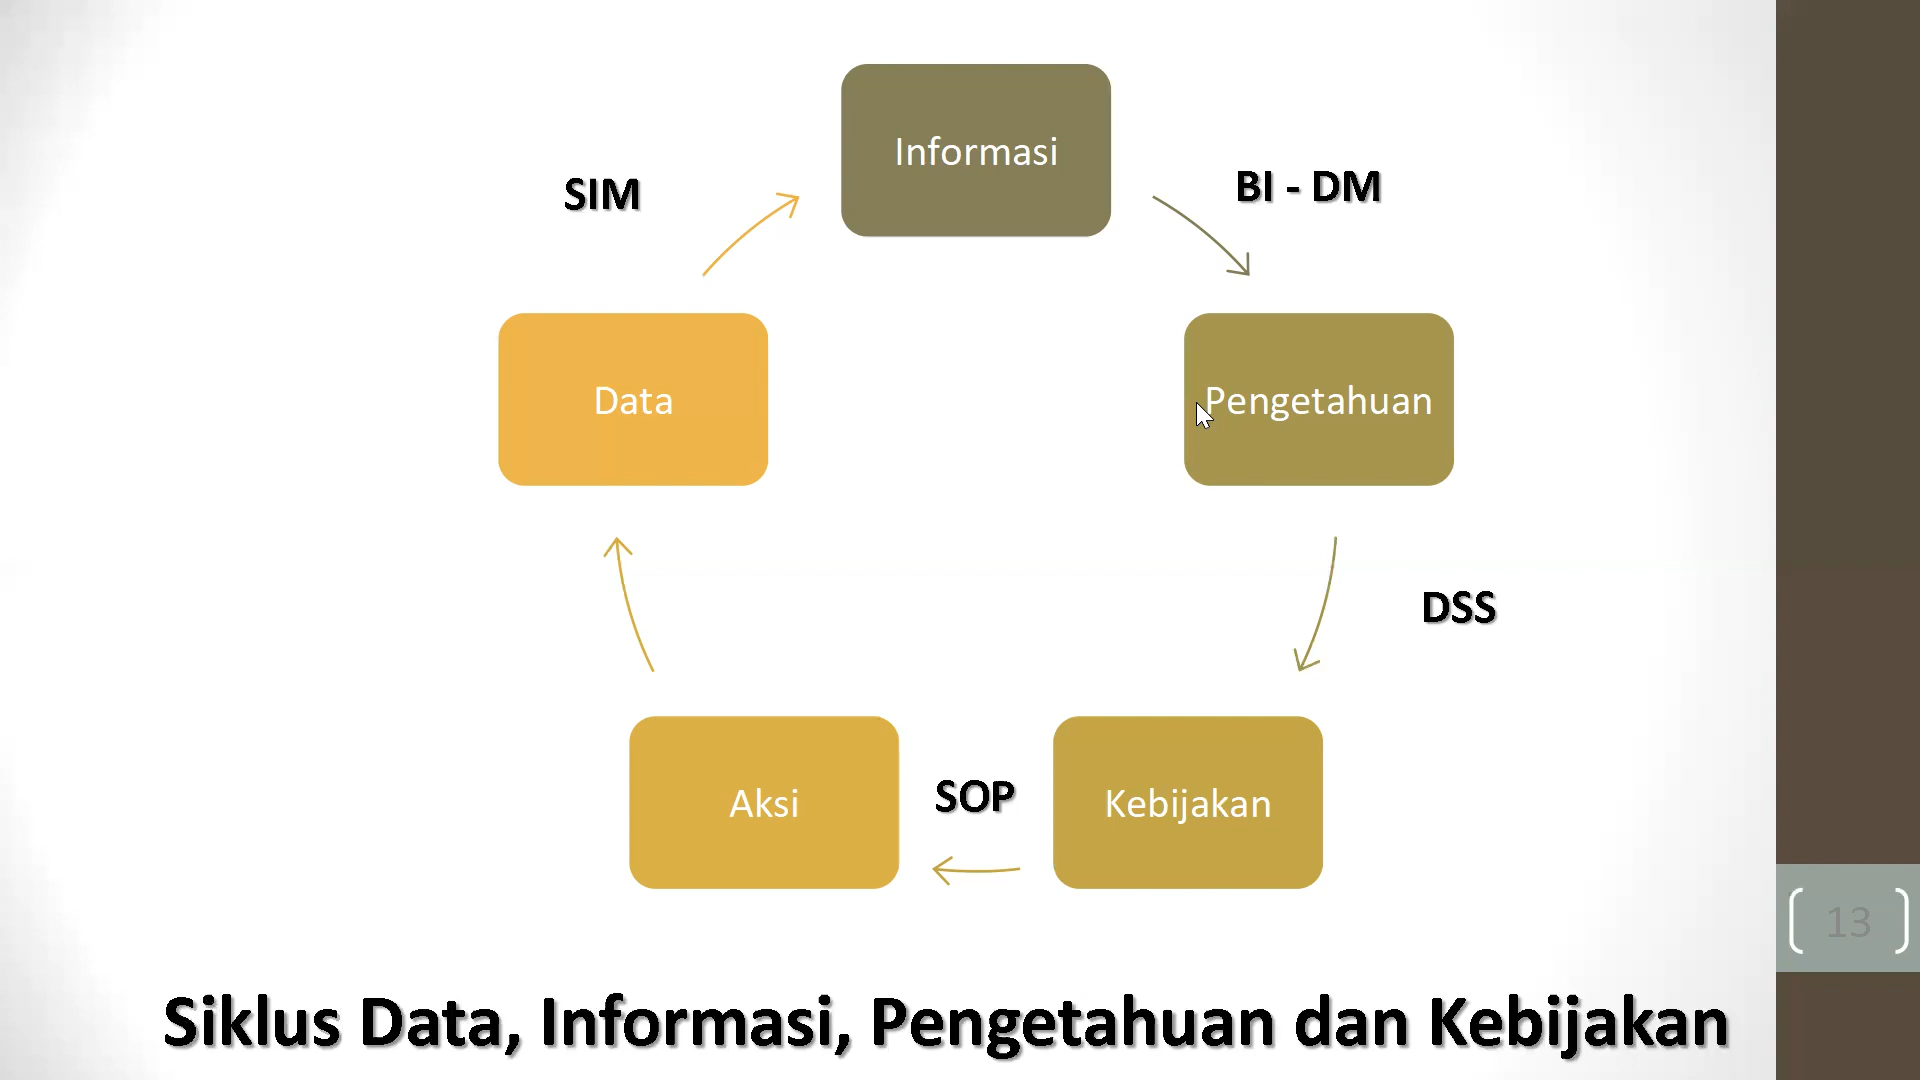 Informasi
SIM
BI - DM
Data
Pengetahuan
DSS
Aksi
SOP
Kebijakan
13
Siklus Data, Informasi, Pengetahuan dan Kebijakan